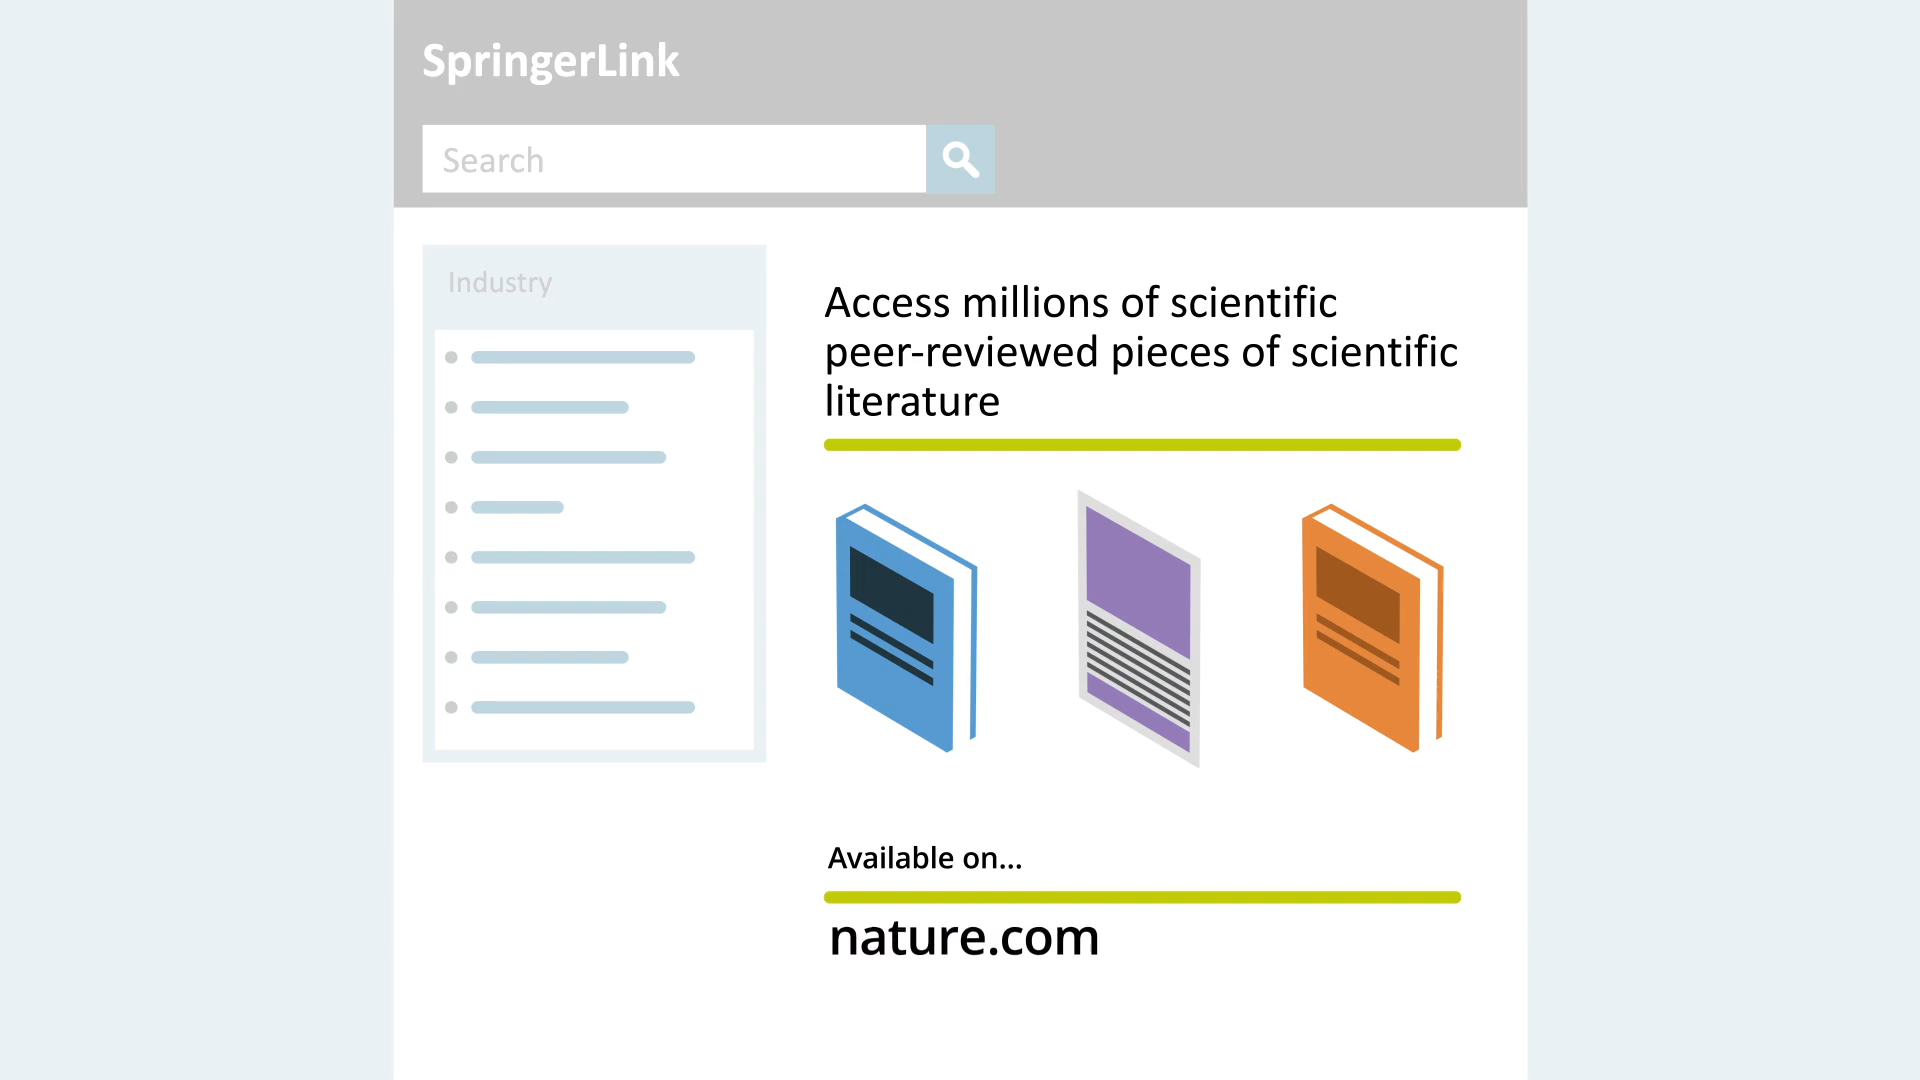 SpringerLink
Search
Industry
Access millions of scientific
peer-reviewed pieces of scientific
literature
Available on...
nature.com